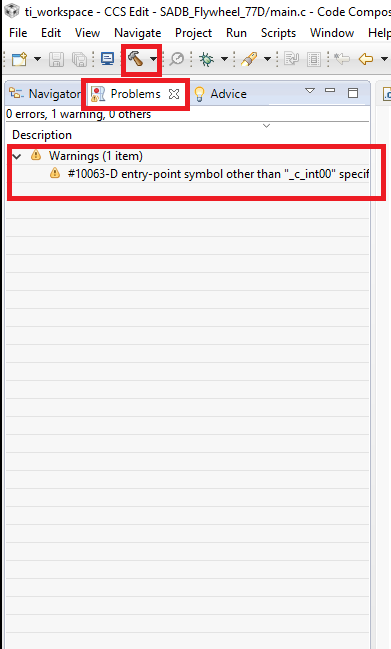 ti_workspace - CCS Edit - SADB_Flywheel_77D/main.c - Code Compos
File Edit View Navigate Project Run Scripts Window Help
Navigator Problems Advice
0 errors, 1 warning, 0 others
Description
Warnings (1 item)
#10063-D entry-point symbol other than "_c_int00" specif